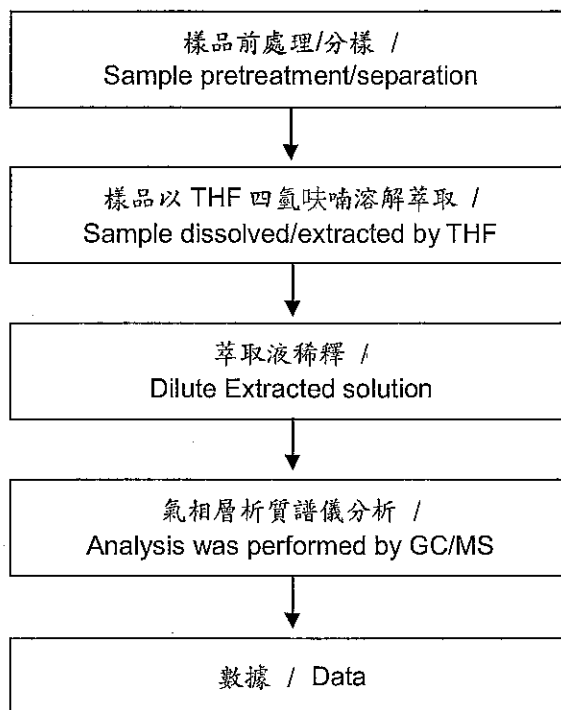 樣品前處理/分樣 /
Sample pretreatment/separation
樣品以 THF 四氫呋喃溶解萃取 /
Sample dissolved/extracted by THF
萃取液稀釋 /
Dilute Extracted solution
氣相層析質譜儀分析 /
Analysis was performed by GC/MS
數據 / Data